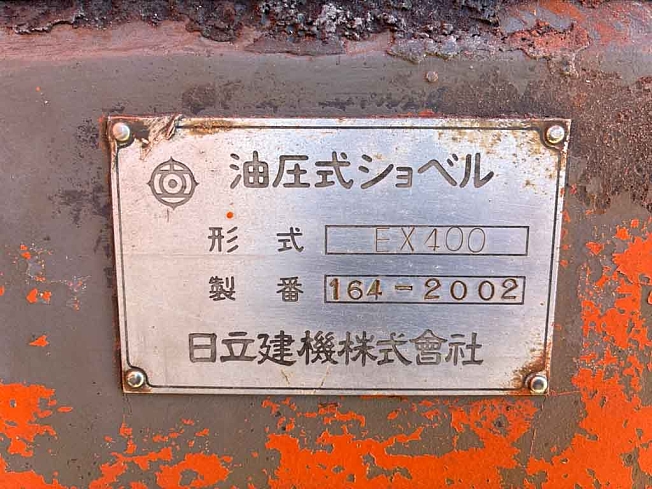 油圧式ショベル
形式 EX400
製番 164-2002
日立建機株式會社